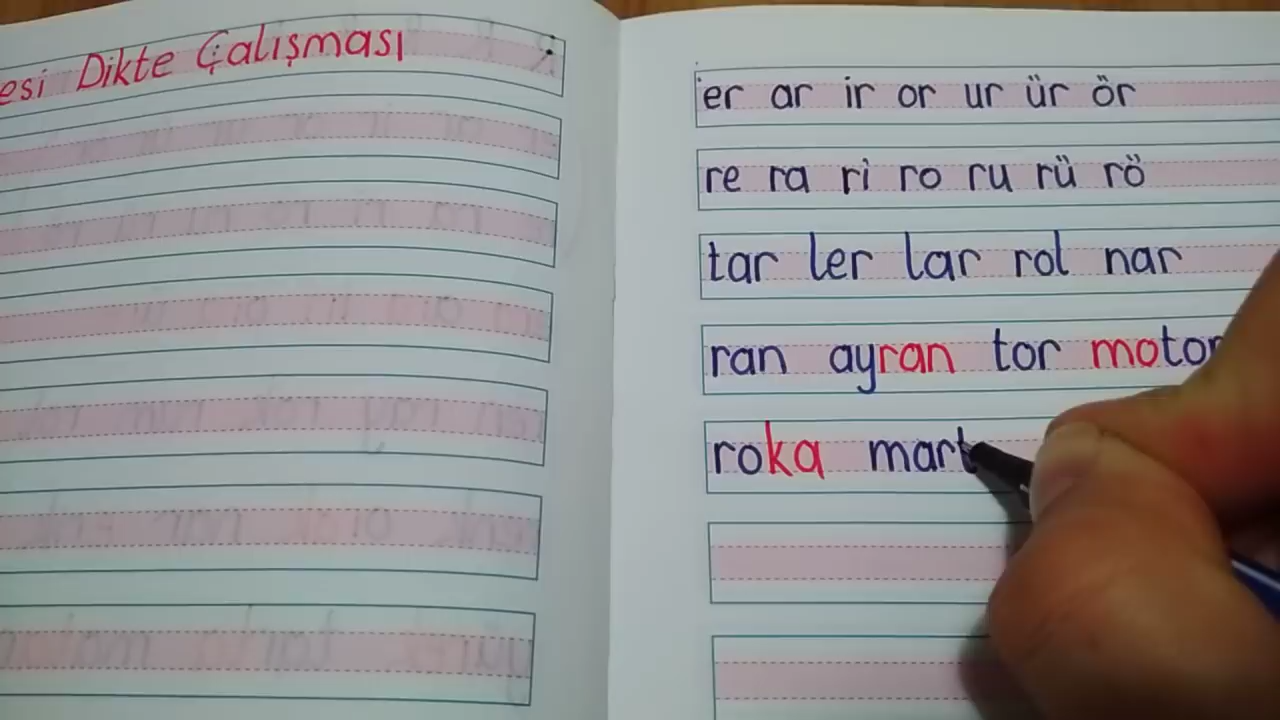 esi Dikte Çalışması
er ar ir or ur ür ör
re ra ri ro ru rü rö
tar ler lar rol nar
ran ayran tor motor
roka mart